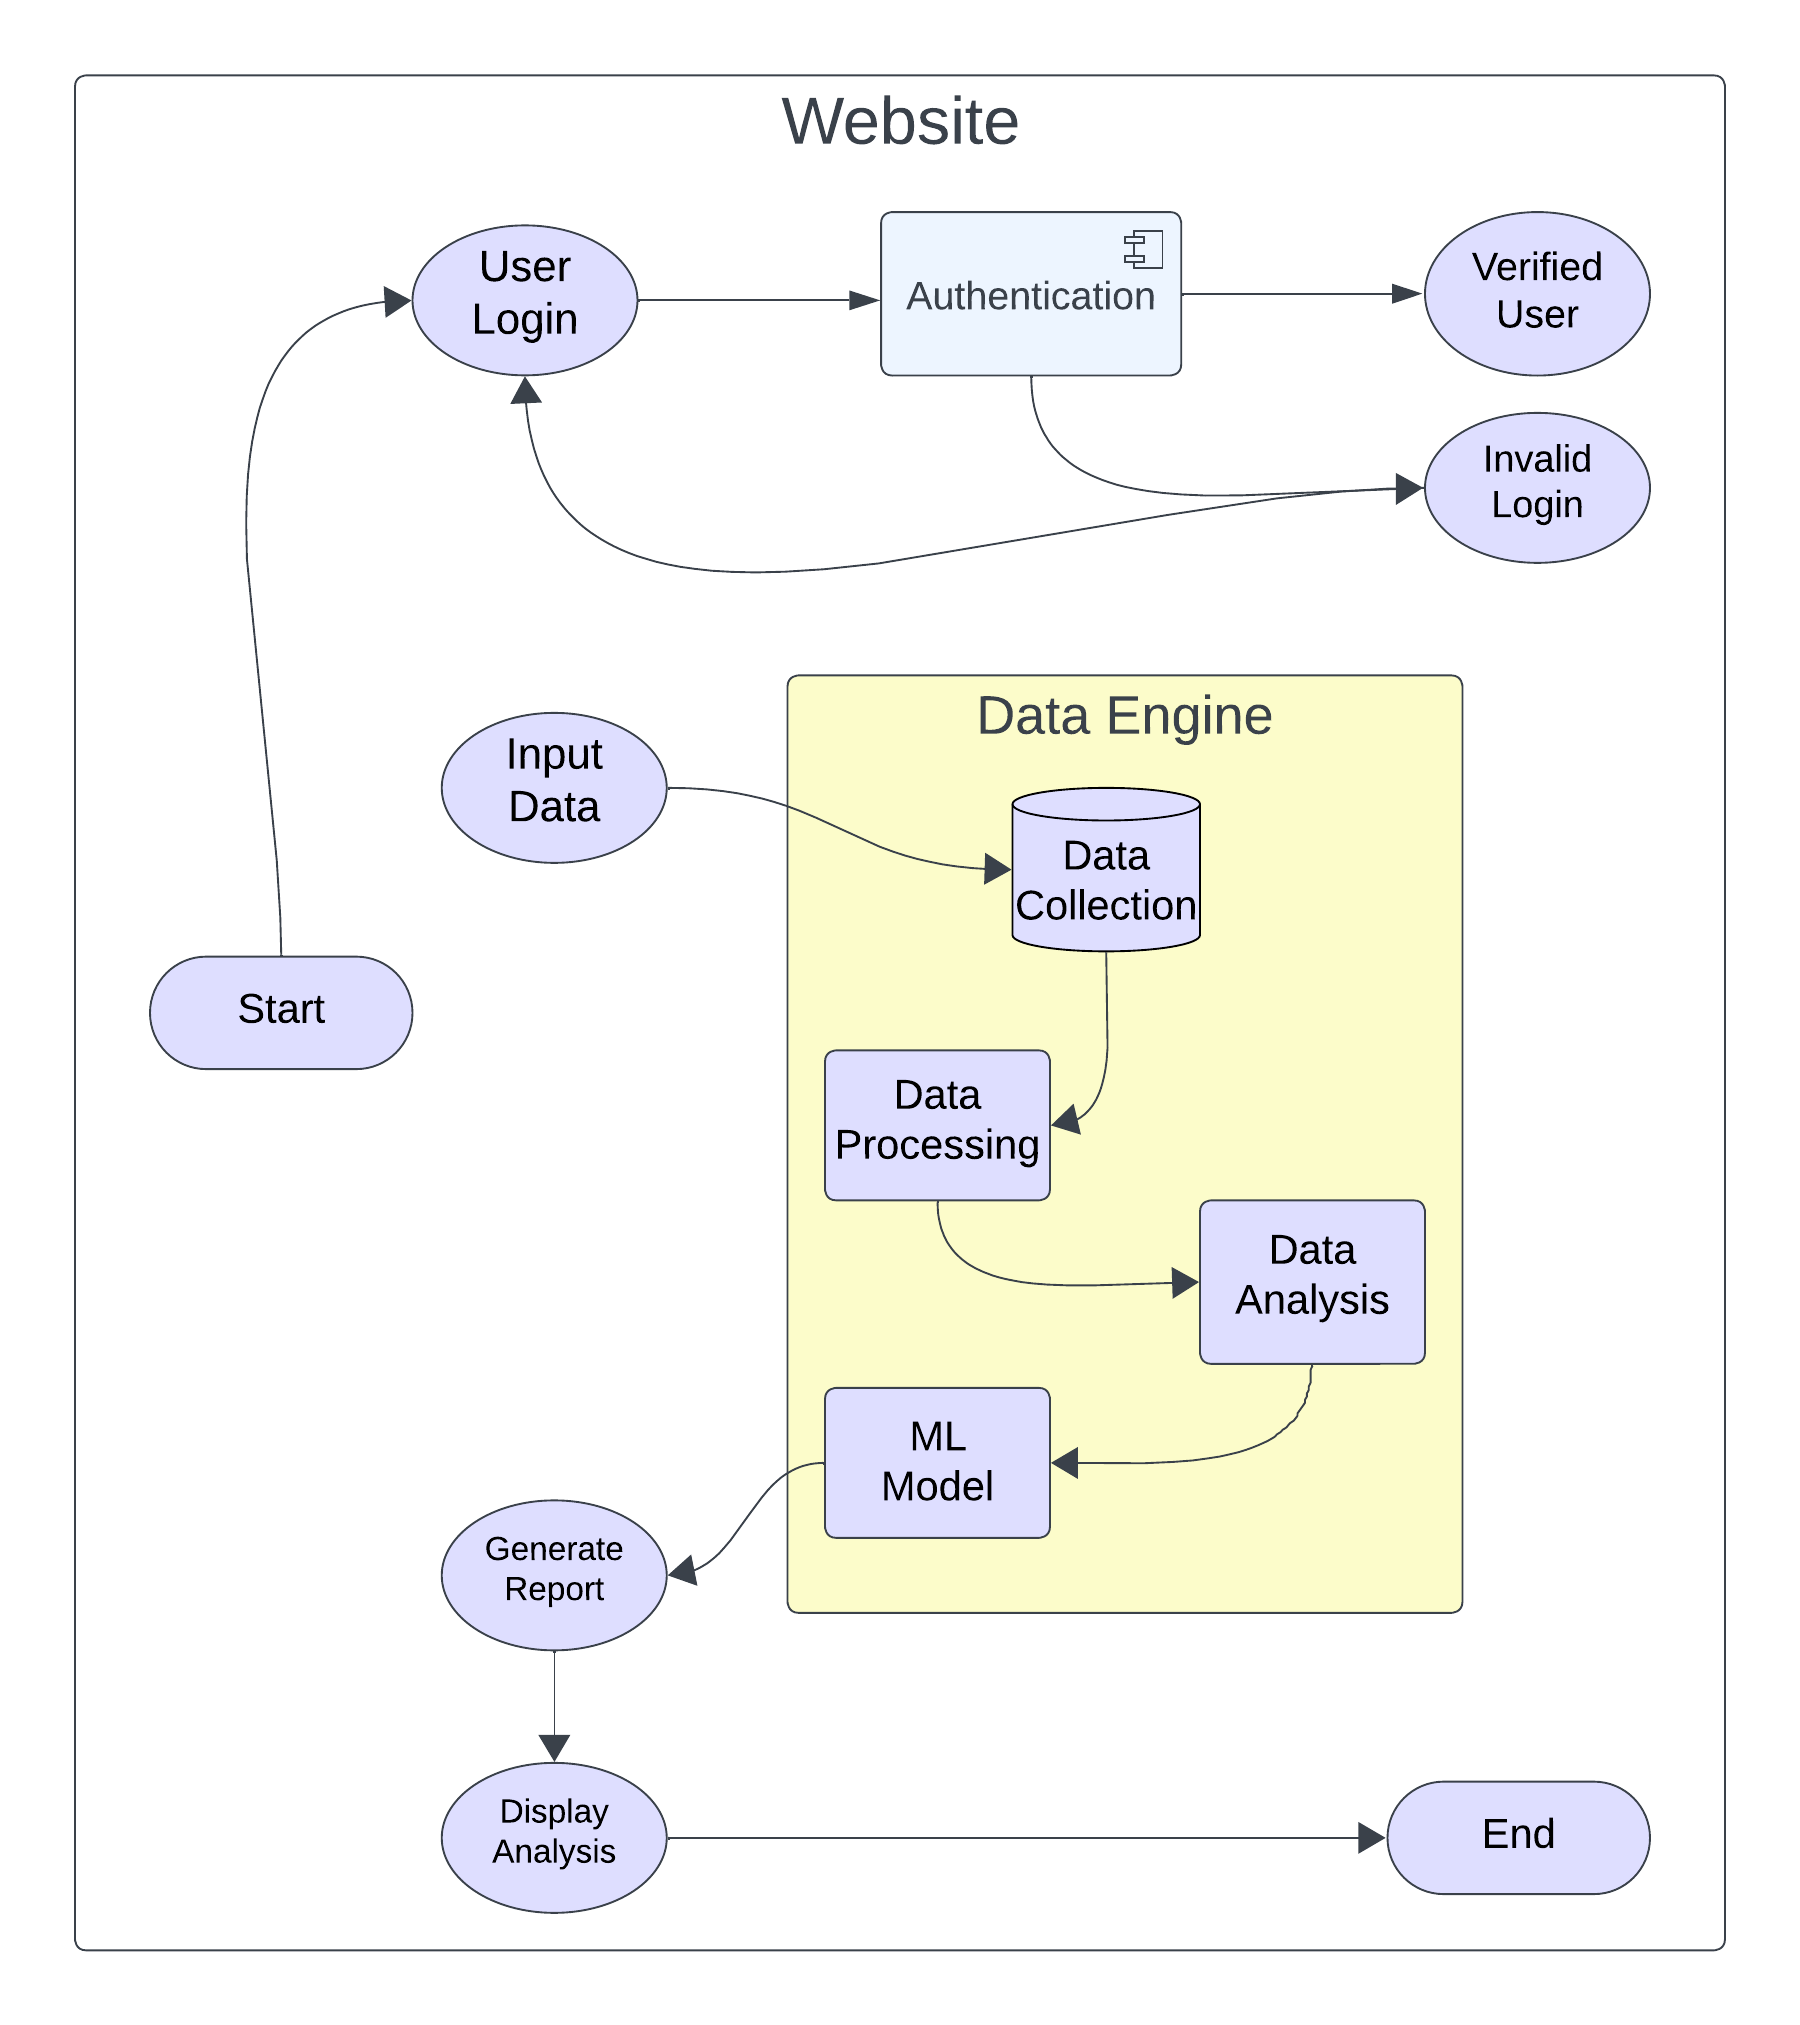 Website
User
Login
Authentication
Verified
User
Invalid
Login
Data Engine
Input
Data
Data
Collection
Start
Data
Processing
Data
Analysis
ML
Model
Generate
Report
Display
Analysis
End